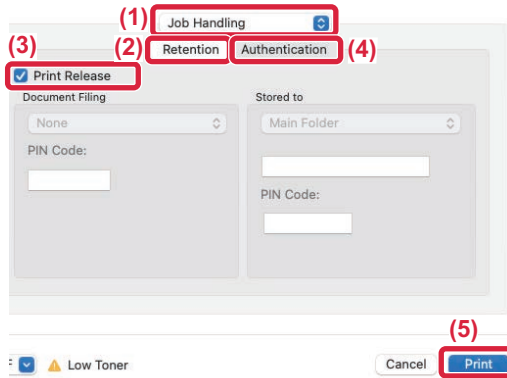 (1) Job Handling
(3) (2) Retention Authentication (4)
Print Release
Document Filing Stored to
None Main Folder
PIN Code:
PIN Code:
(5)
Low Toner Cancel Print